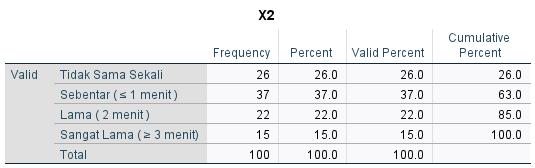 X2
Frequency Percent Valid Percent Cumulative Percent
Valid Tidak Sama Sekali 26 26.0 26.0 26.0
Sebentar ( ≤ 1 menit ) 37 37.0 37.0 63.0
Lama ( 2 menit ) 22 22.0 22.0 85.0
Sangat Lama ( ≥ 3 menit) 15 15.0 15.0 100.0
Total 100 100.0 100.0